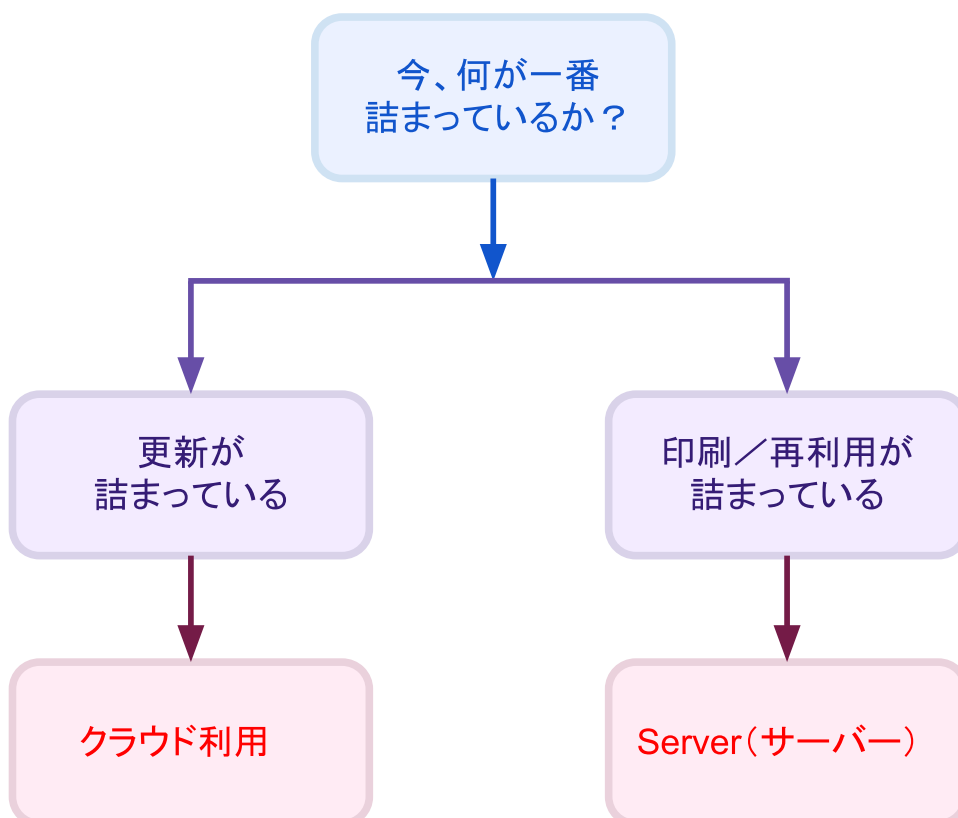 今、何が一番
詰まっているか？
更新が
詰まっている
印刷／再利用が
詰まっている
クラウド利用
Server（サーバー）